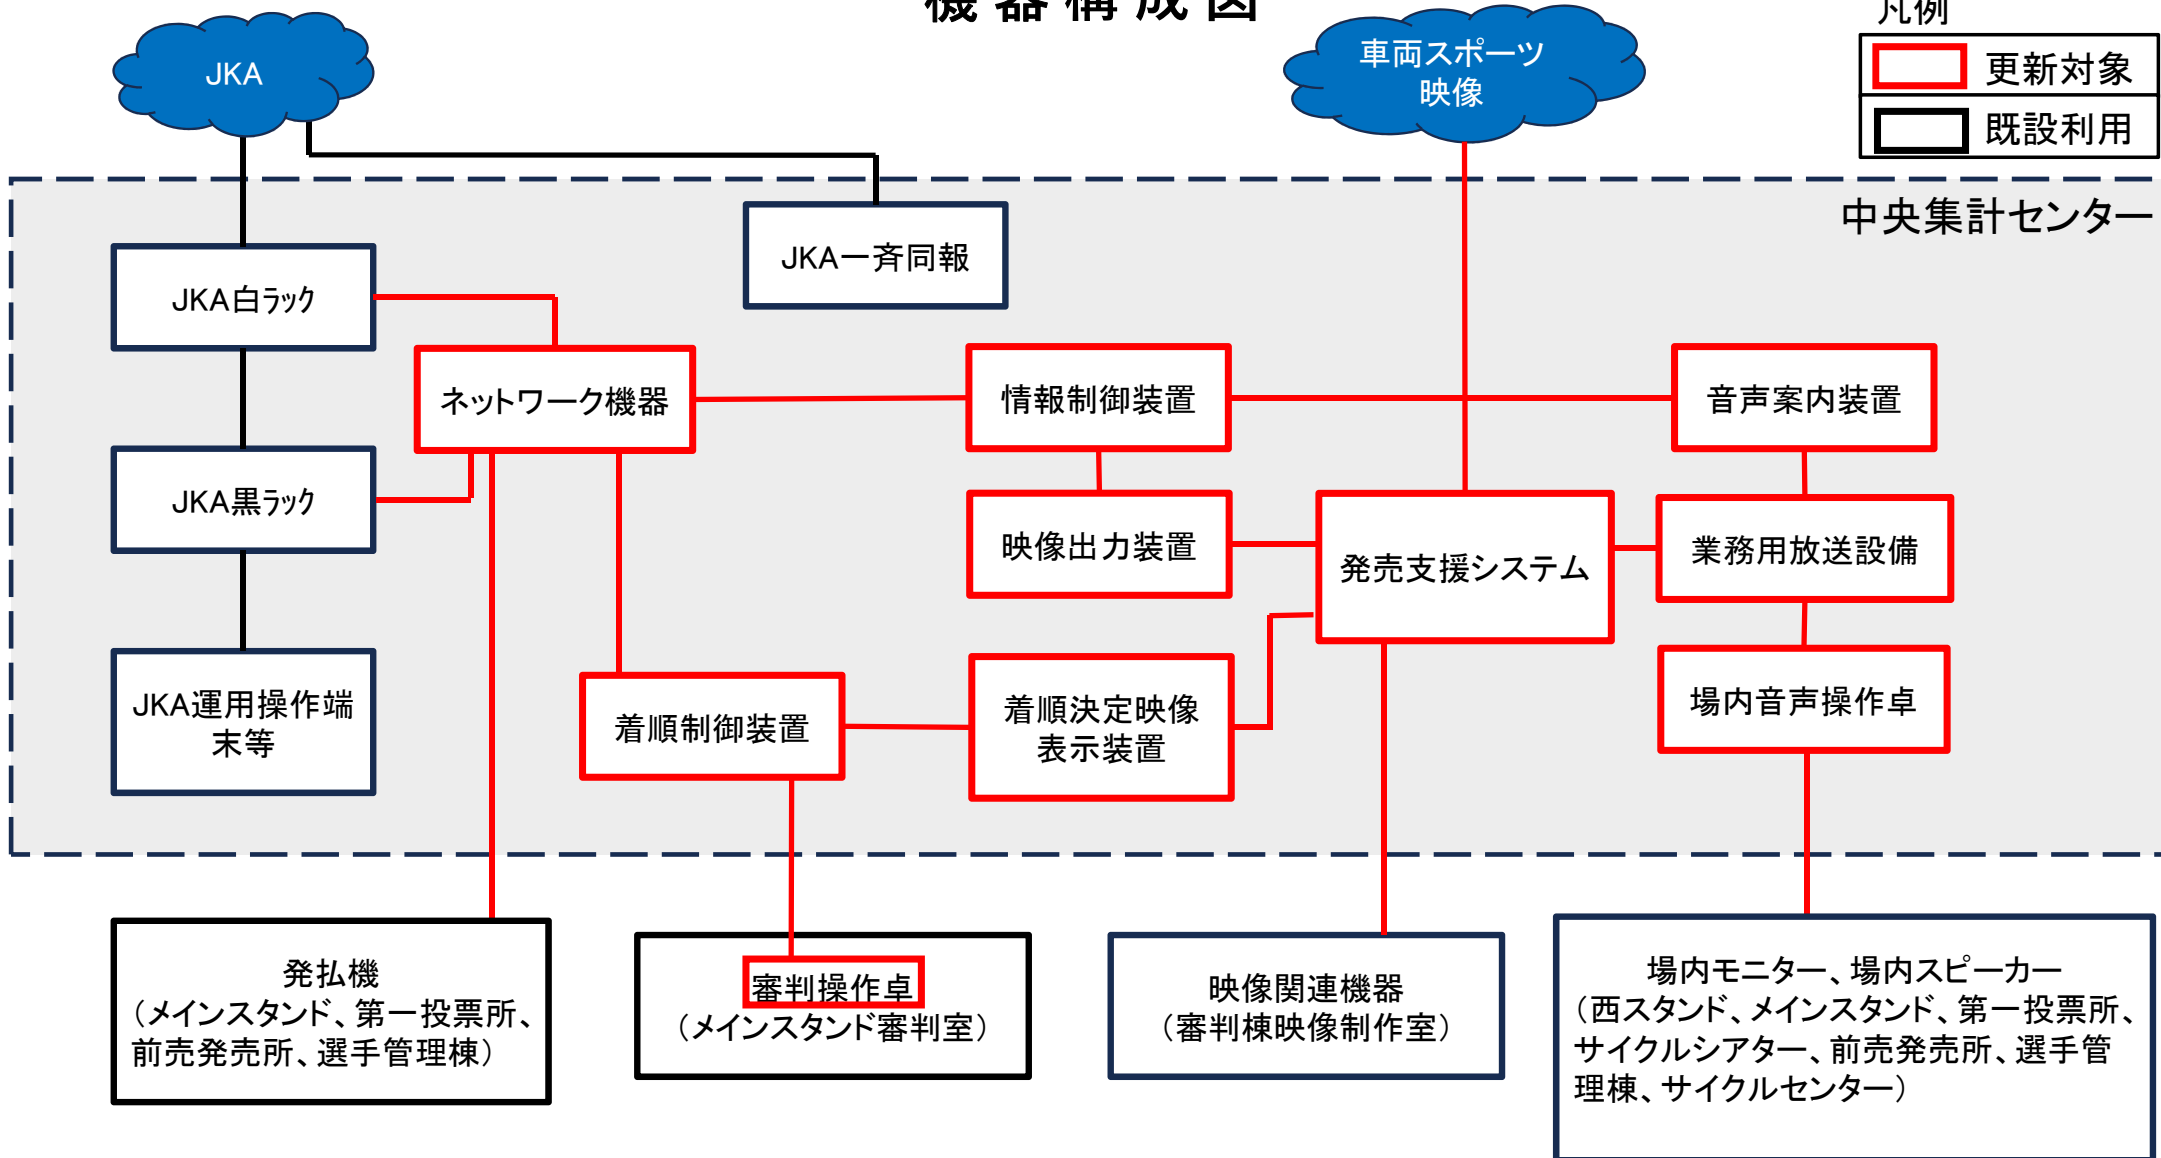 機器構成図
凡例
更新対象
既設利用
JKA
車両スポーツ
映像
中央集計センター
JKA一斉同報
JKA白ﾗｯｸ
ネットワーク機器
情報制御装置
音声案内装置
JKA黒ﾗｯｸ
映像出力装置
発売支援システム
業務用放送設備
JKA運用操作端
末等
着順制御装置
着順決定映像
表示装置
場内音声操作卓
発払機
（メインスタンド、第一投票所、
前売発売所、選手管理棟）
審判操作卓
（メインスタンド審判室）
映像関連機器
（審判棟映像制作室）
場内モニター、場内スピーカー
（西スタンド、メインスタンド、第一投票所、
サイクルシアター、前売発売所、選手管
理棟、サイクルセンター）